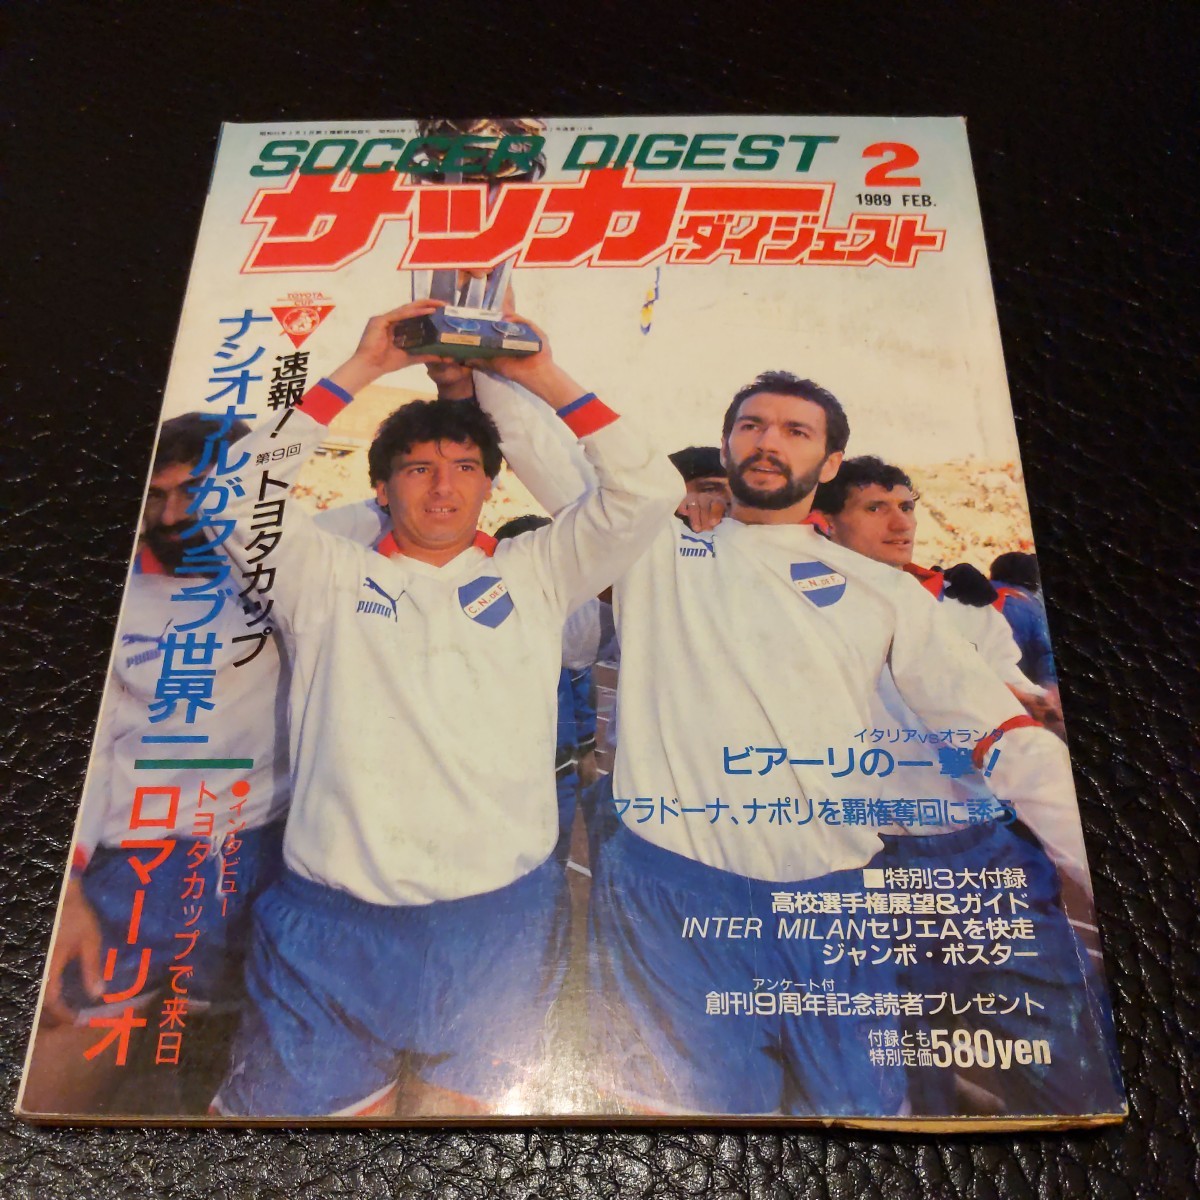 SOCCER DIGEST
2
1989 FEB.
サッカーダイジェスト
TOYOTA
CUP
速報!
第9回トヨタカップ
ナシオナルがクラブ世界一
●インタビュー
トヨタカップで来日
ロマーリオ
PUMA
C.N. DE F.
PUMA
C.N. DE F.
PUMA
イタリアvsオランダ
ビアーリの一撃!
マラドーナ、ナポリを覇権奪回に誘う
■特別3大付録
高校選手権展望&ガイド
INTER MILANセリエAを快走
ジャンボ・ポスター
アンケート付
創刊9周年記念読者プレゼント
付録とも
特別定価580yen